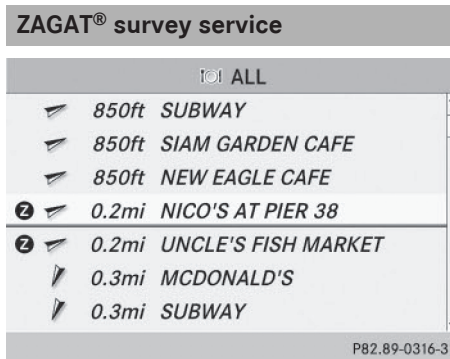 ZAGAT® survey service
ALL
850ft SUBWAY
850ft SIAM GARDEN CAFE
850ft NEW EAGLE CAFE
Z 0.2mi NICO'S AT PIER 38
Z 0.2mi UNCLE'S FISH MARKET
0.3mi MCDONALD'S
0.3mi SUBWAY
P82.89-0316-3